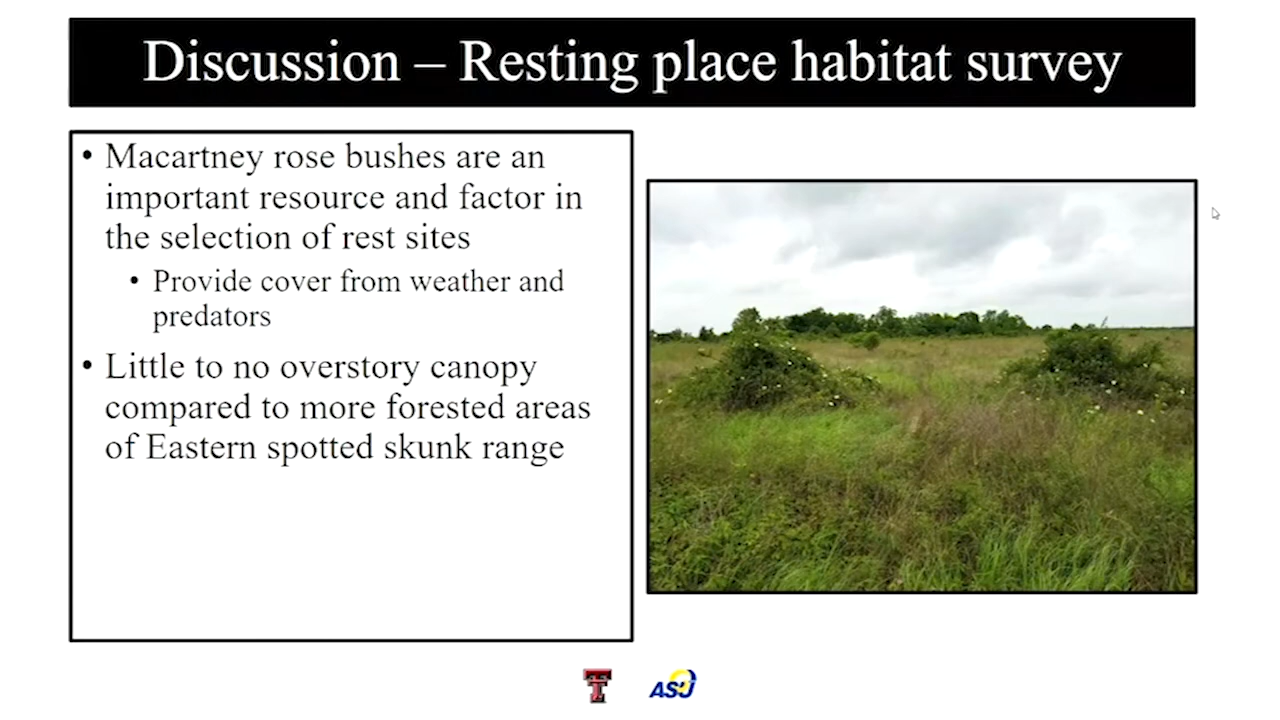 Discussion – Resting place habitat survey
• Macartney rose bushes are an
important resource and factor in
the selection of rest sites
• Provide cover from weather and
predators
• Little to no overstory canopy
compared to more forested areas
of Eastern spotted skunk range
T
ASU